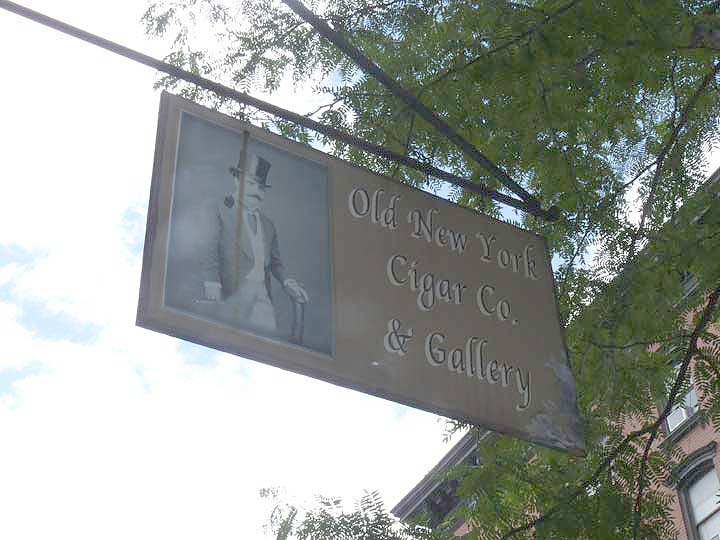 Old New York
Cigar Co.
& Gallery